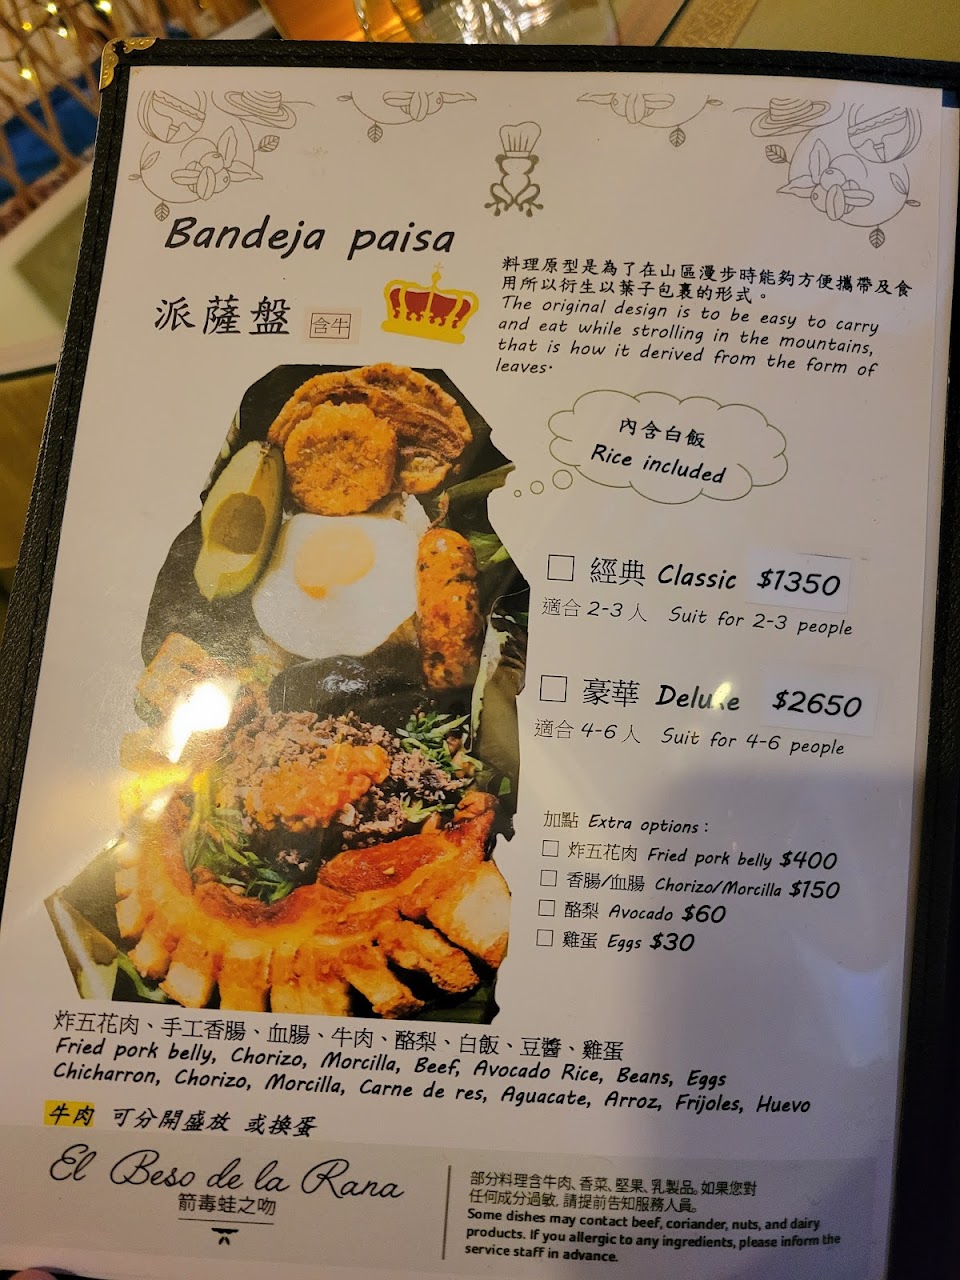 Bandeja paisa
派薩盤 含牛
料理原型是為了在山區漫步時能夠方便攜帶及食
用所以衍生以葉子包裹的形式。
The original design is to be easy to carry
and eat while strolling in the mountains,
that is how it derived from the form of
leaves.
內含白飯
Rice included
□ 經典 Classic $1350
適合 2-3 人 Suit for 2-3 people
□ 豪華 Deluxe $2650
適合 4-6 人 Suit for 4-6 people
加點 Extra options:
□ 炸五花肉 Fried pork belly $400
□ 香腸/血腸 Chorizo/Morcilla $150
□ 酪梨 Avocado $60
□ 雞蛋 Eggs $30
炸五花肉、手工香腸、血腸、牛肉、酪梨、白飯、豆醬、雞蛋
Fried pork belly, Chorizo, Morcilla, Beef, Avocado Rice, Beans, Eggs
Chicharron, Chorizo, Morcilla, Carne de res, Aguacate, Arroz, Frijoles, Huevo
牛肉 可分開盛放 或換蛋
El Beso de la Rana
箭毒蛙之吻
部分料理含牛肉、香菜、堅果、乳製品。如果您對
任何成分過敏, 請提前告知服務人員。
Some dishes may contact beef, coriander, nuts, and dairy
products. If you allergic to any ingredients, please inform the
service staff in advance.